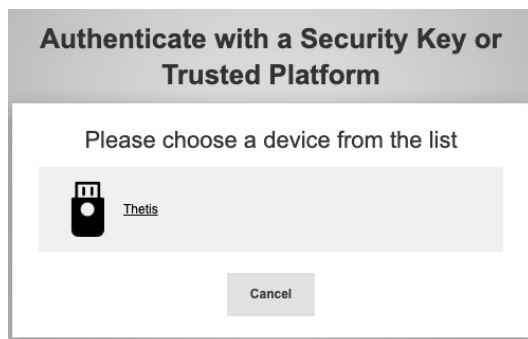 Authenticate with a Security Key or
Trusted Platform
Please choose a device from the list
Thetis
Cancel